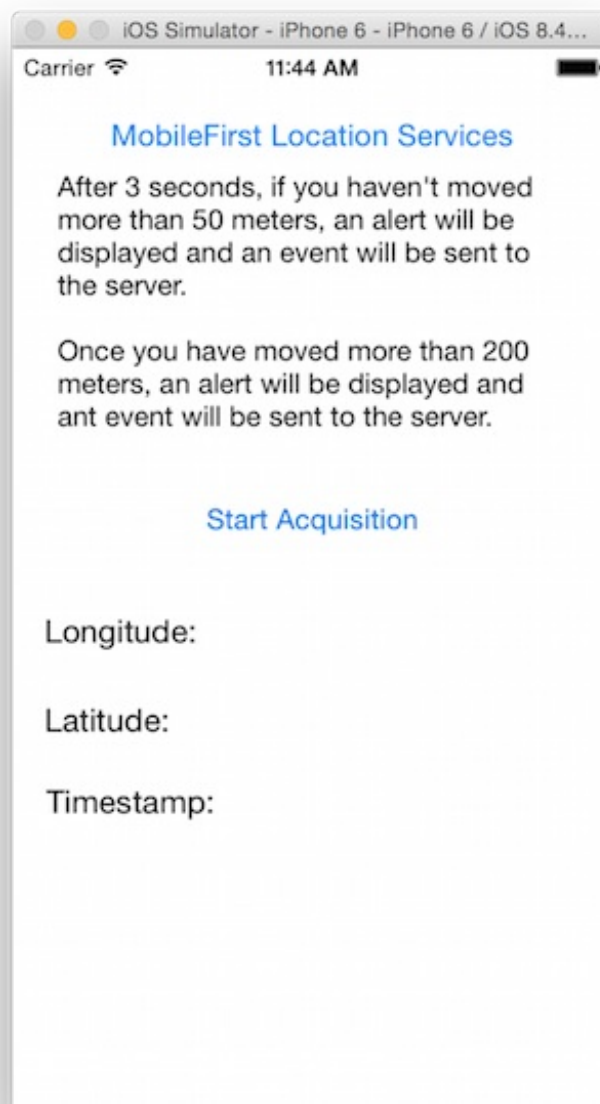 iOS Simulator - iPhone 6 - iPhone 6 / iOS 8.4...
Carrier 11:44 AM
MobileFirst Location Services
After 3 seconds, if you haven't moved
more than 50 meters, an alert will be
displayed and an event will be sent to
the server.
Once you have moved more than 200
meters, an alert will be displayed and
ant event will be sent to the server.
Start Acquisition
Longitude:
Latitude:
Timestamp: